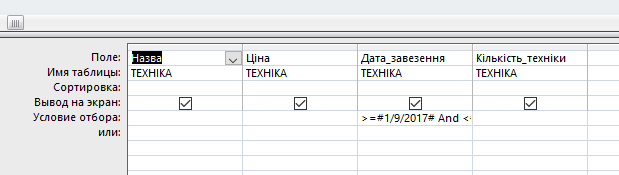 Поле: Назва Ціна Дата_завезення Кількість_техніки
Имя таблицы: ТЕХНІКА ТЕХНІКА ТЕХНІКА ТЕХНІКА
Сортировка:
Вывод на экран:
Условие отбора: >=#1/9/2017# And <=
или: